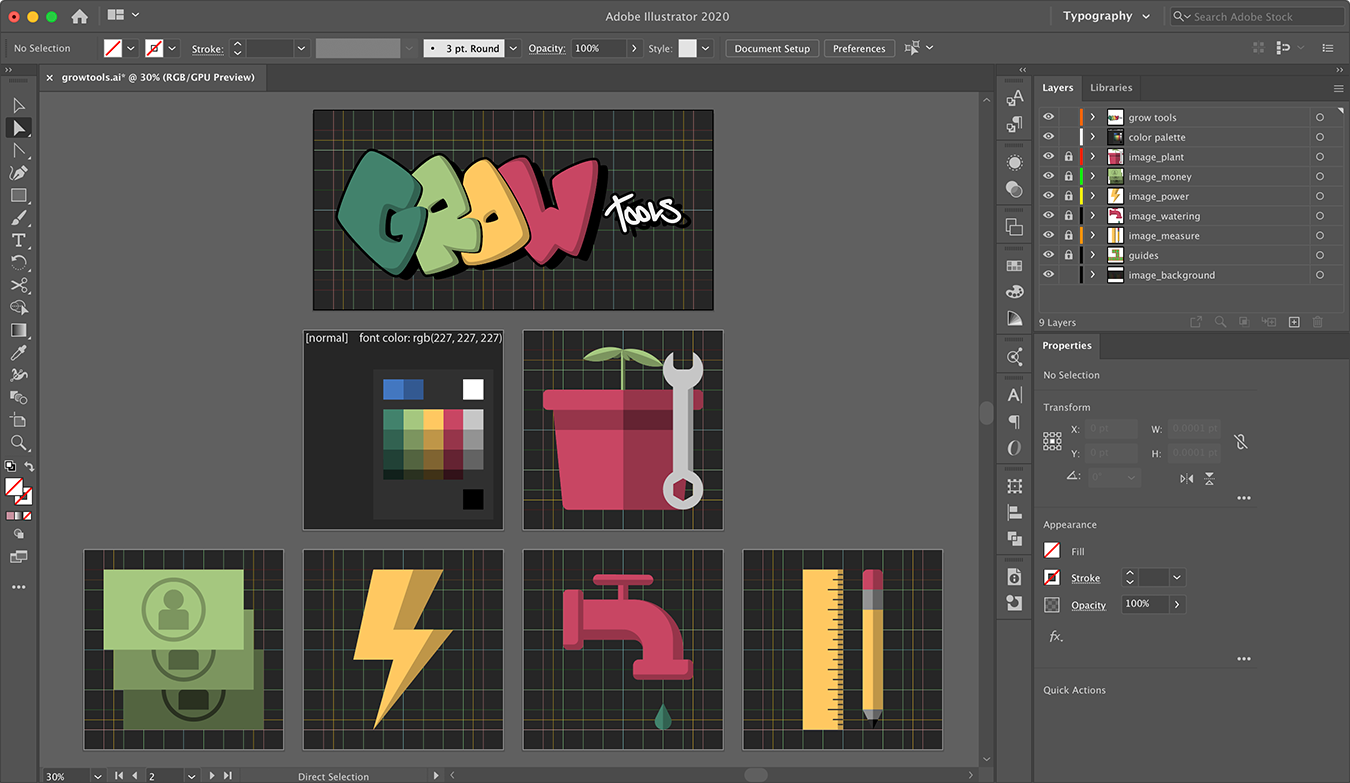 Adobe Illustrator 2020
Typography
Search Adobe Stock
No Selection
Stroke:
3 pt. Round
Opacity:
100%
Style:
Document Setup
Preferences
growtools.ai* @ 30% (RGB/GPU Preview)
GROW
Tools
[normal] font color: rgb(227, 227, 227)
Layers
Libraries
grow tools
color palette
image_plant
image_money
image_power
image_watering
image_measure
guides
image_background
9 Layers
Properties
No Selection
Transform
X: 0 pt W: 0.0001 pt
Y: 0 pt H: 0.0001 pt
0°
Appearance
Fill
Stroke
Opacity 100%
fx.
Quick Actions
30%
2
Direct Selection